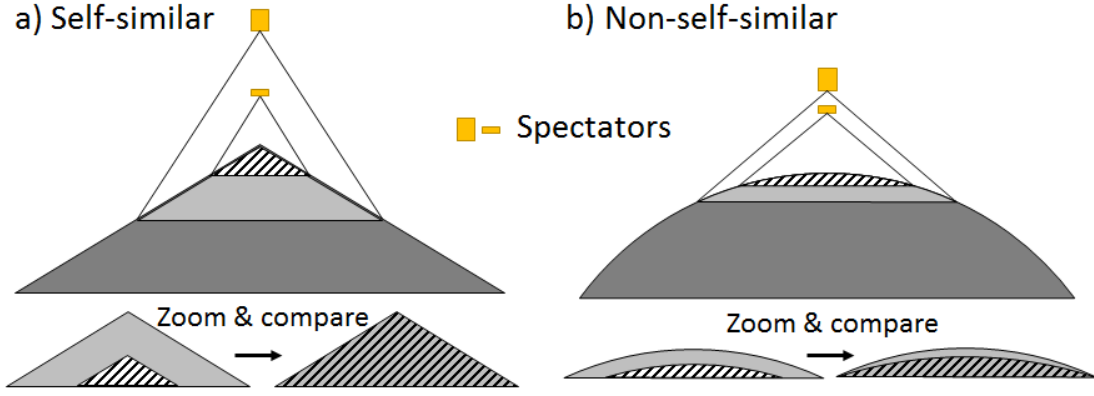 a) Self-similar
b) Non-self-similar
Spectators
Zoom & compare
Zoom & compare